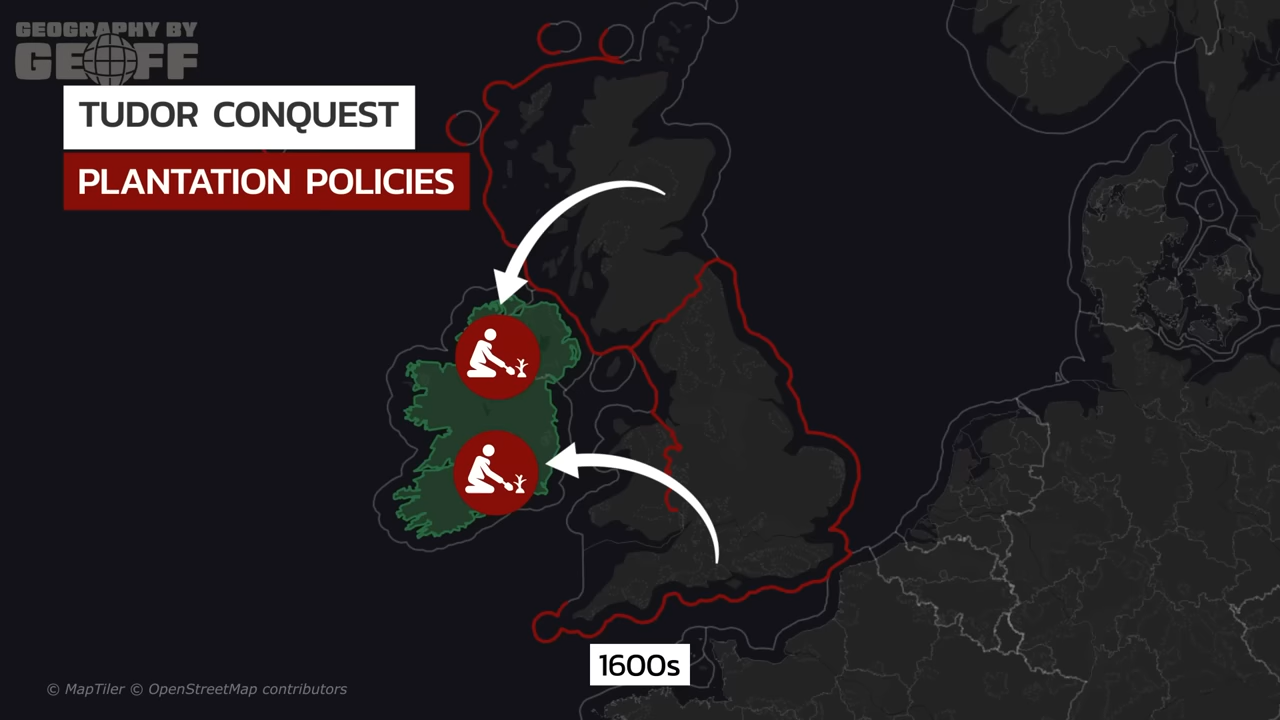 GEOGRAPHY BY
GEOFF
TUDOR CONQUEST
PLANTATION POLICIES
1600s
© MapTiler © OpenStreetMap contributors